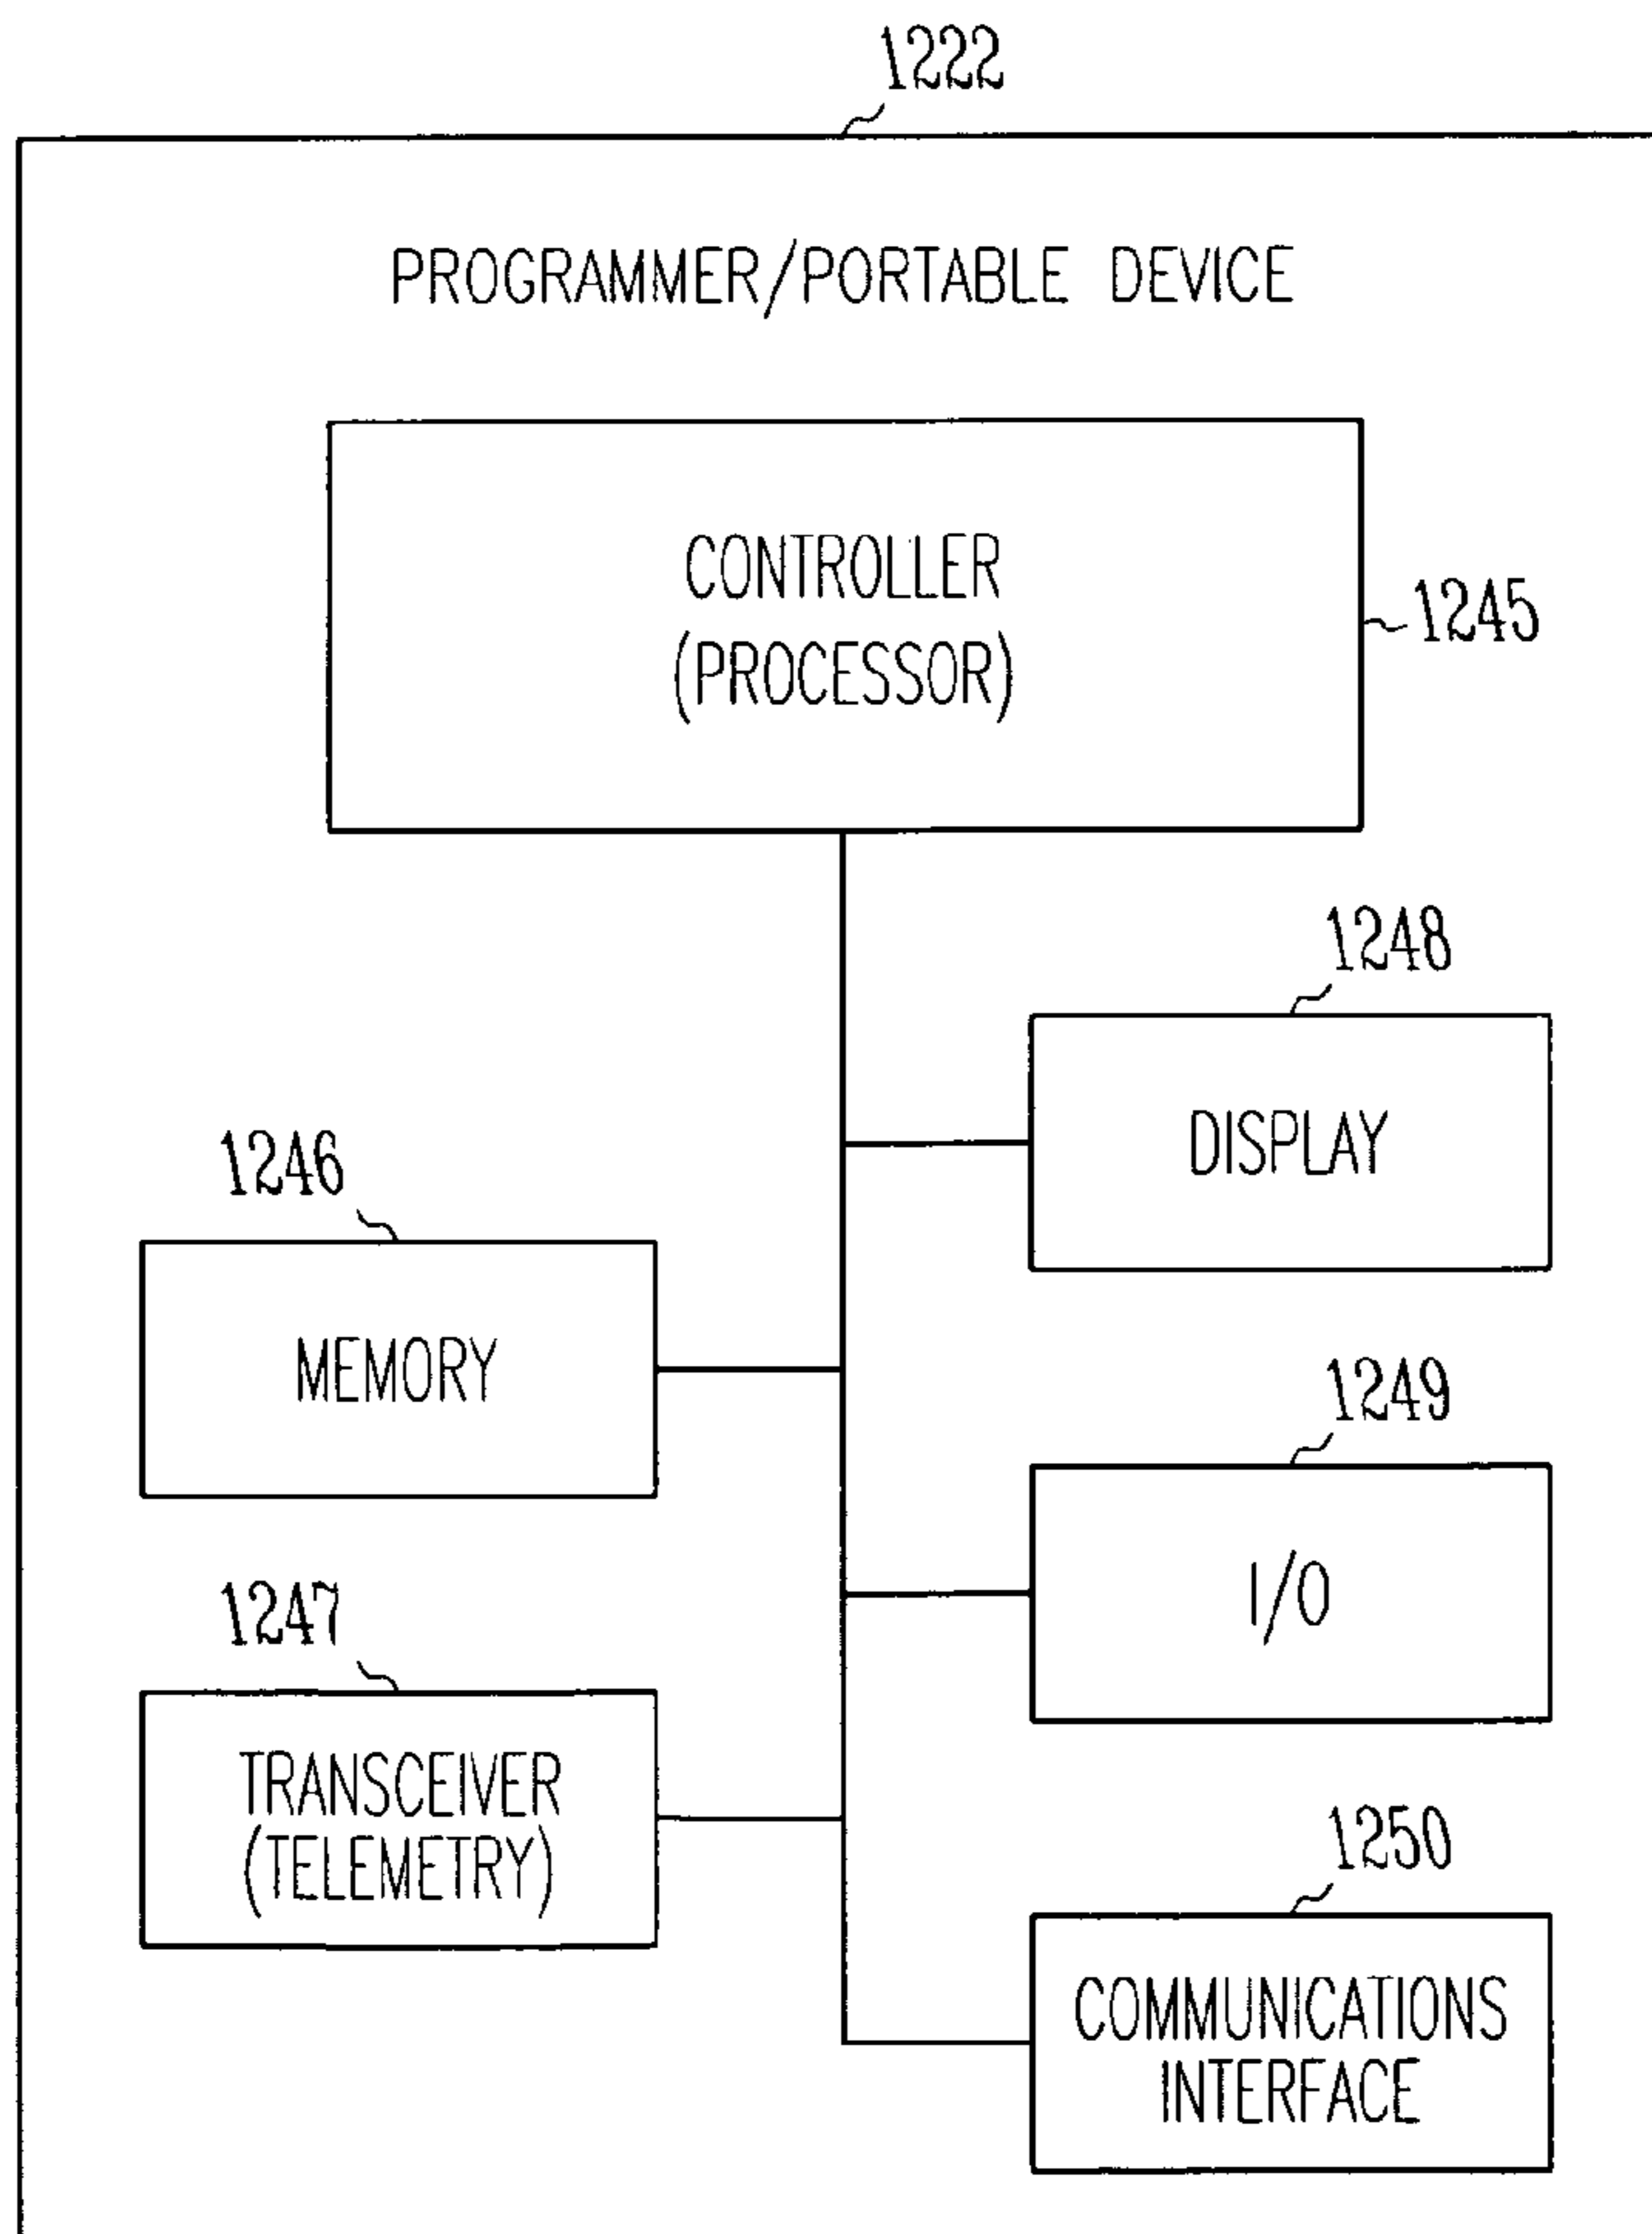 1222
PROGRAMMER/PORTABLE DEVICE
CONTROLLER
(PROCESSOR)
1245
1248
DISPLAY
1246
MEMORY
1249
I/O
1247
TRANSCEIVER
(TELEMETRY)
1250
COMMUNICATIONS
INTERFACE